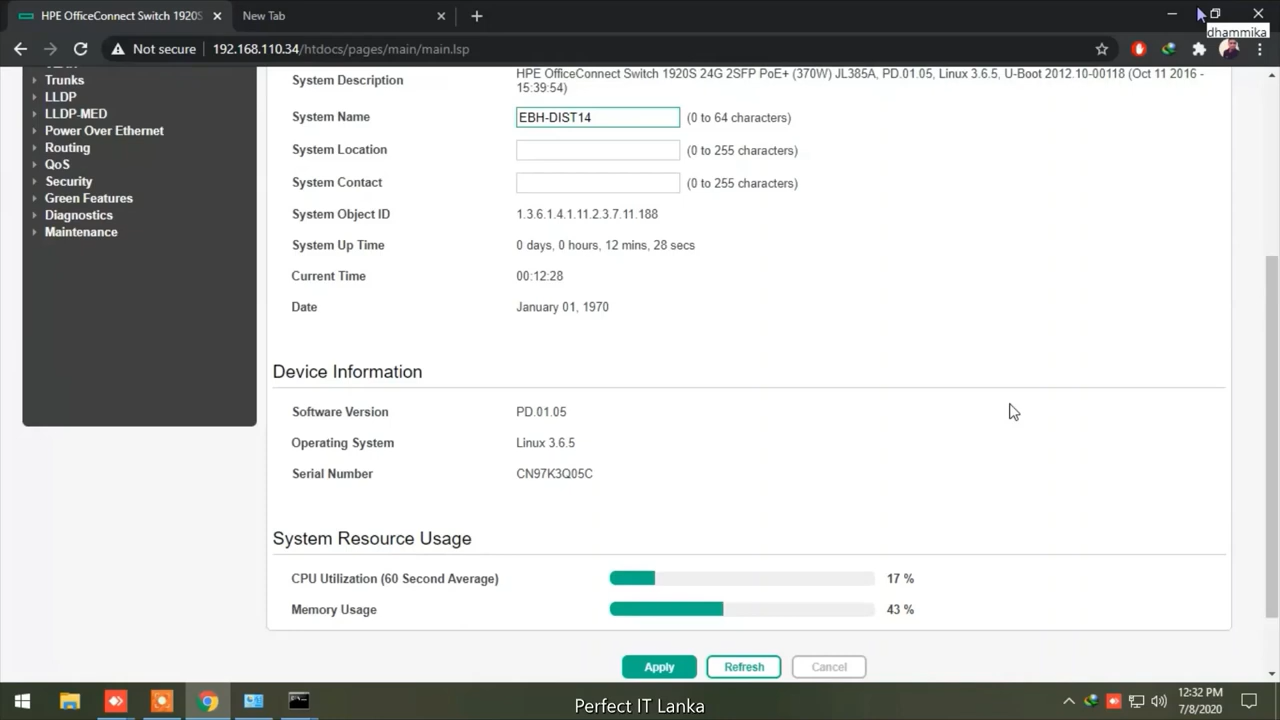 HPE OfficeConnect Switch 1920S
New Tab
dhammika
Not secure
192.168.110.34/htdocs/pages/main/main.lsp
Trunks
LLDP
LLDP-MED
Power Over Ethernet
Routing
QoS
Security
Green Features
Diagnostics
Maintenance
System Description
HPE OfficeConnect Switch 1920S 24G 2SFP PoE+ (370W) JL385A, PD.01.05, Linux 3.6.5, U-Boot 2012.10-00118 (Oct 11 2016 -
15:39:54)
System Name
EBH-DIST14
(0 to 64 characters)
System Location
(0 to 255 characters)
System Contact
(0 to 255 characters)
System Object ID
1.3.6.1.4.1.11.2.3.7.11.188
System Up Time
0 days, 0 hours, 12 mins, 28 secs
Current Time
00:12:28
Date
January 01, 1970
Device Information
Software Version
PD.01.05
Operating System
Linux 3.6.5
Serial Number
CN97K3Q05C
System Resource Usage
CPU Utilization (60 Second Average)
17 %
Memory Usage
43 %
Apply
Refresh
Cancel
Perfect IT Lanka
12:32 PM
7/8/2020